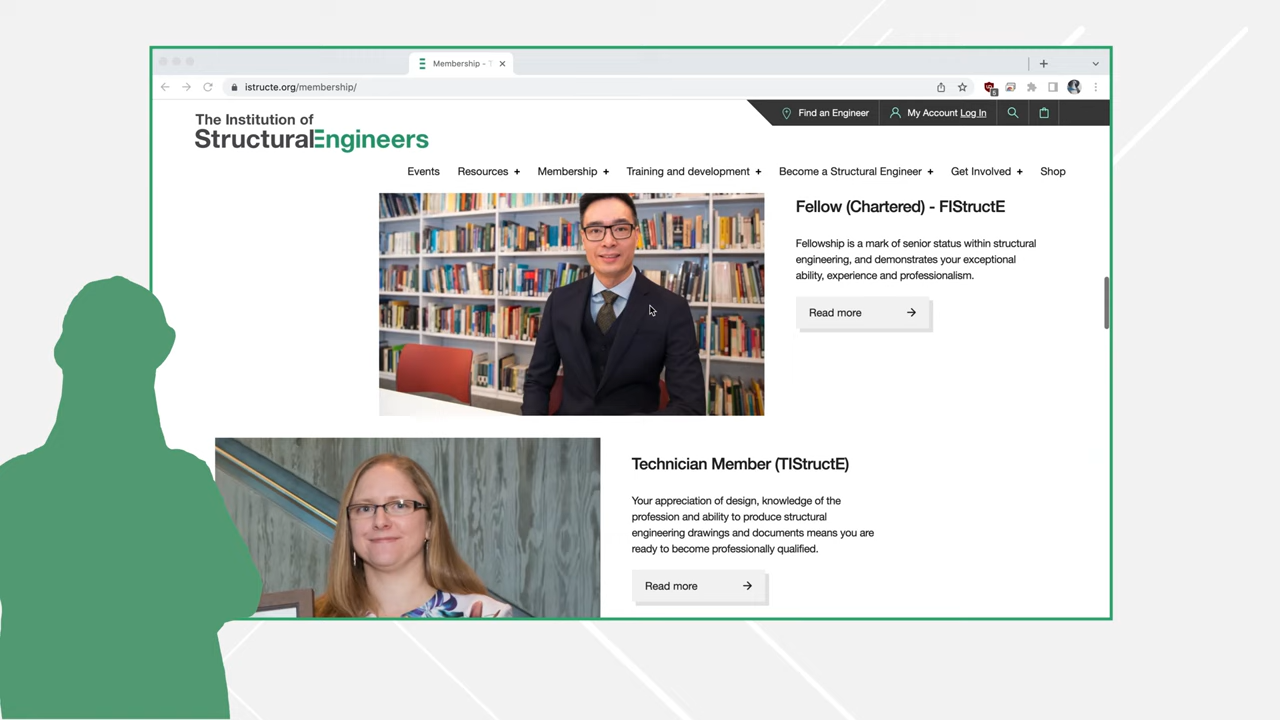 Membership - T
istructe.org/membership/
Find an Engineer
My Account Log In
The Institution of
StructuralEngineers
Events
Resources +
Membership +
Training and development +
Become a Structural Engineer +
Get Involved +
Shop
Fellow (Chartered) - FIStructE
Fellowship is a mark of senior status within structural
engineering, and demonstrates your exceptional
ability, experience and professionalism.
Read more
Technician Member (TIStructE)
Your appreciation of design, knowledge of the
profession and ability to produce structural
engineering drawings and documents means you are
ready to become professionally qualified.
Read more